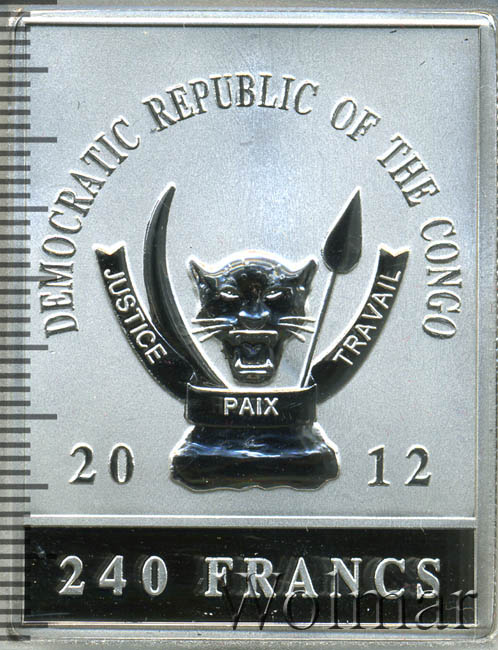 DEMOCRATIC REPUBLIC OF THE CONGO
JUSTICE
PAIX
TRAVAIL
20 12
240 FRANCS
Wolmar